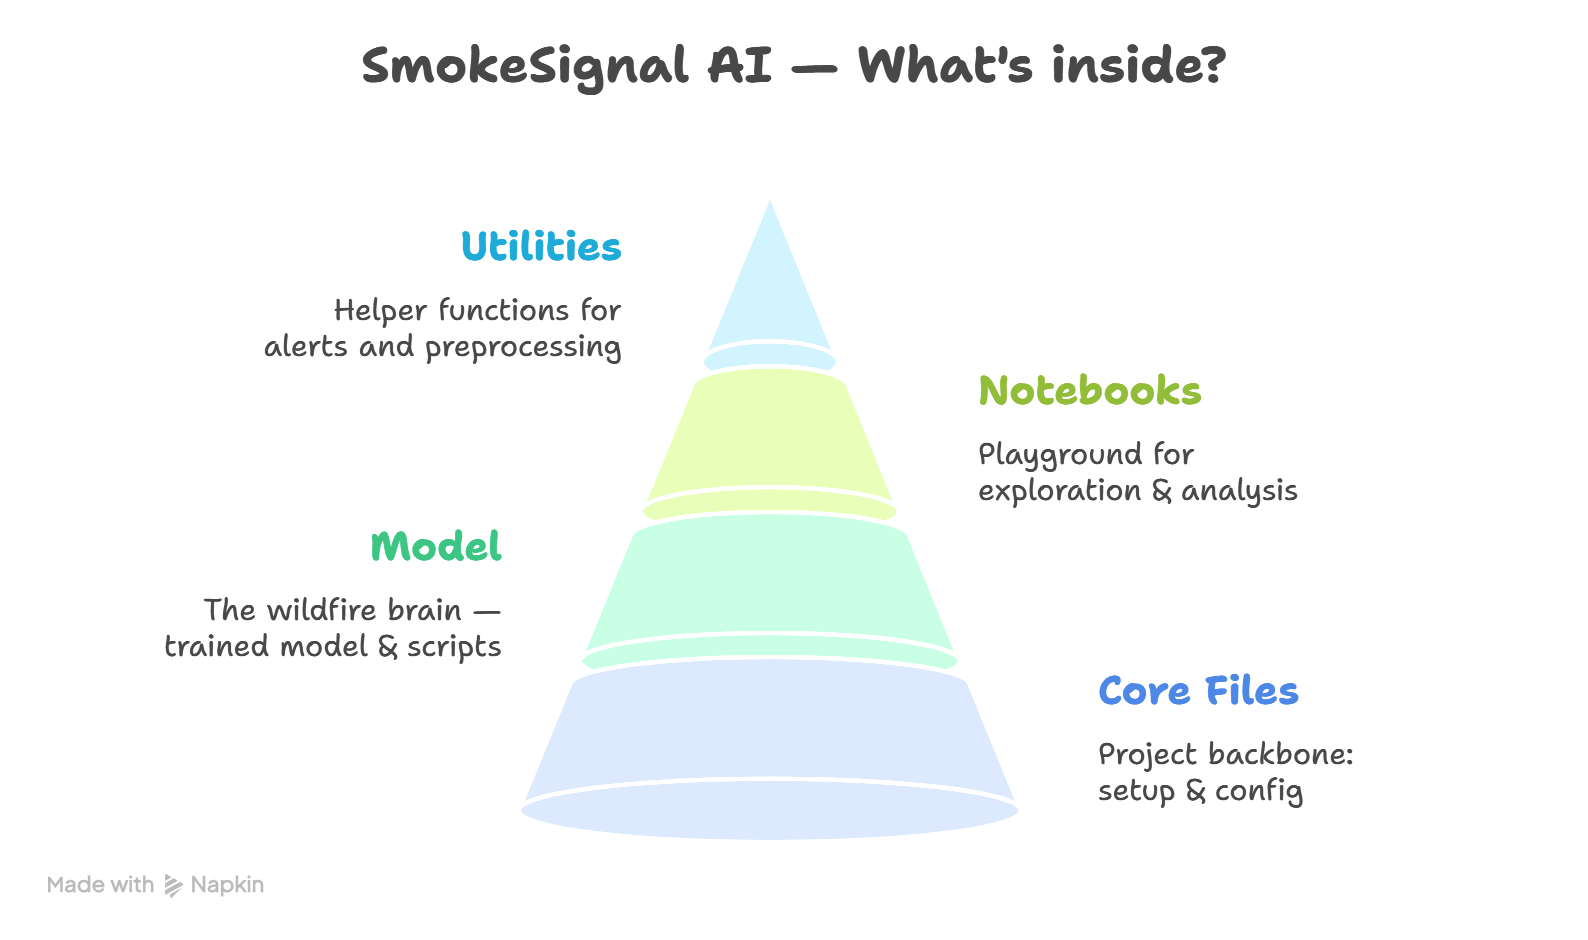 SmokeSignal AI — What's inside?
Utilities
Helper functions for
alerts and preprocessing
Notebooks
Playground for
exploration & analysis
Model
The wildfire brain —
trained model & scripts
Core Files
Project backbone:
setup & config
Made with Napkin